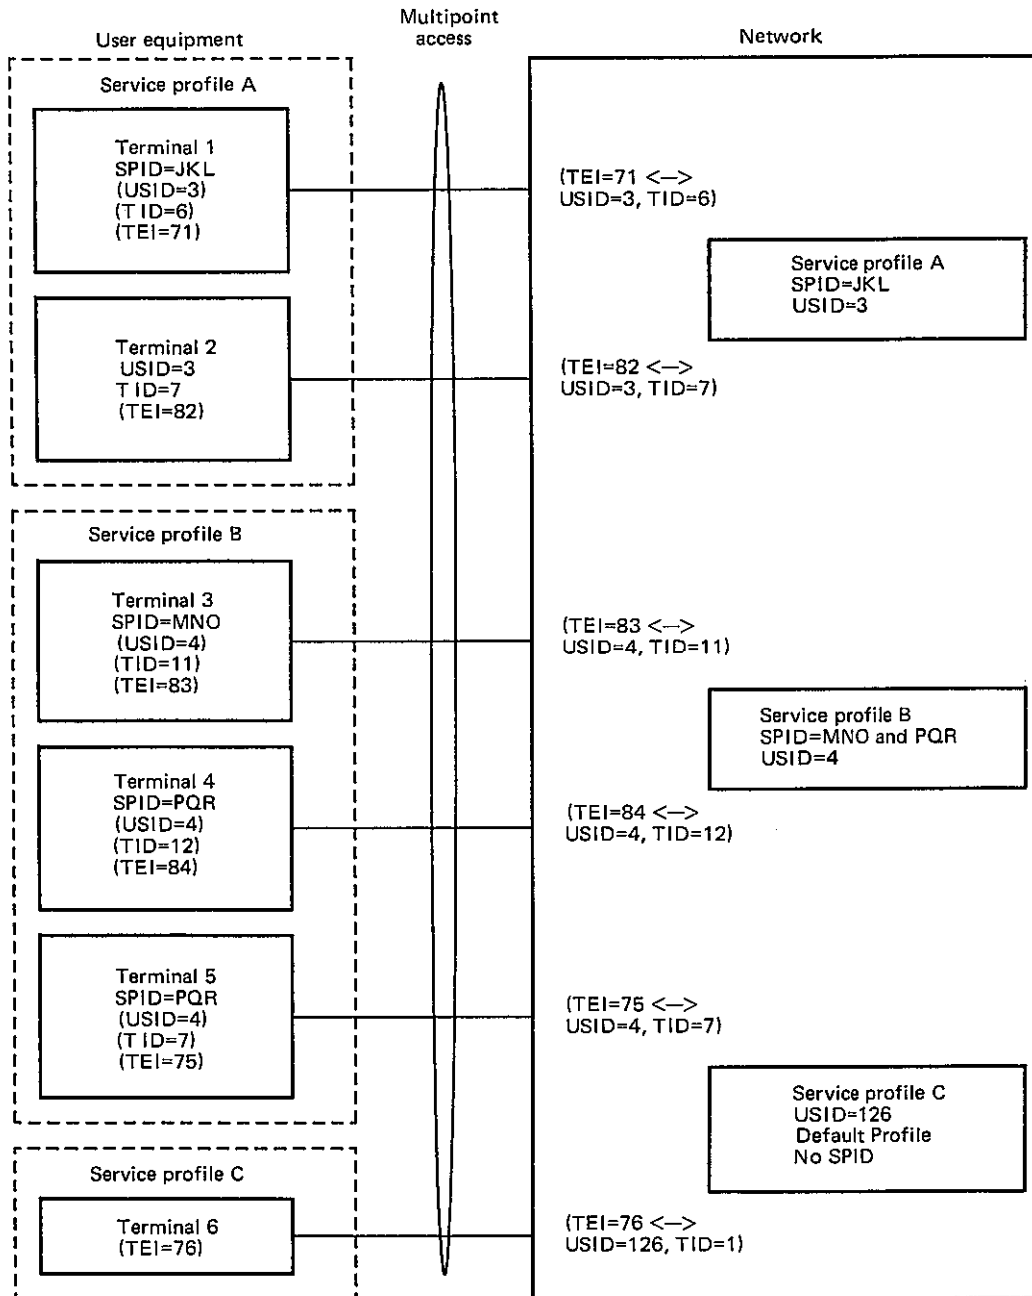 Multipoint
access
User equipment
Network
Service profile A
Terminal 1
SPID=JKL
(USID=3)
(TID=6)
(TEI=71)
(TEI=71 <—>
USID=3, TID=6)
Service profile A
SPID=JKL
USID=3
Terminal 2
USID=3
TID=7
(TEI=82)
(TEI=82 <—>
USID=3, TID=7)
Service profile B
Terminal 3
SPID=MNO
(USID=4)
(TID=11)
(TEI=83)
(TEI=83 <—>
USID=4, TID=11)
Service profile B
SPID=MNO and PQR
USID=4
Terminal 4
SPID=PQR
(USID=4)
(TID=12)
(TEI=84)
(TEI=84 <—>
USID=4, TID=12)
Terminal 5
SPID=PQR
(USID=4)
(TID=7)
(TEI=75)
(TEI=75 <—>
USID=4, TID=7)
Service profile C
USID=126
Default Profile
No SPID
Service profile C
Terminal 6
(TEI=76)
(TEI=76 <—>
USID=126, TID=1)